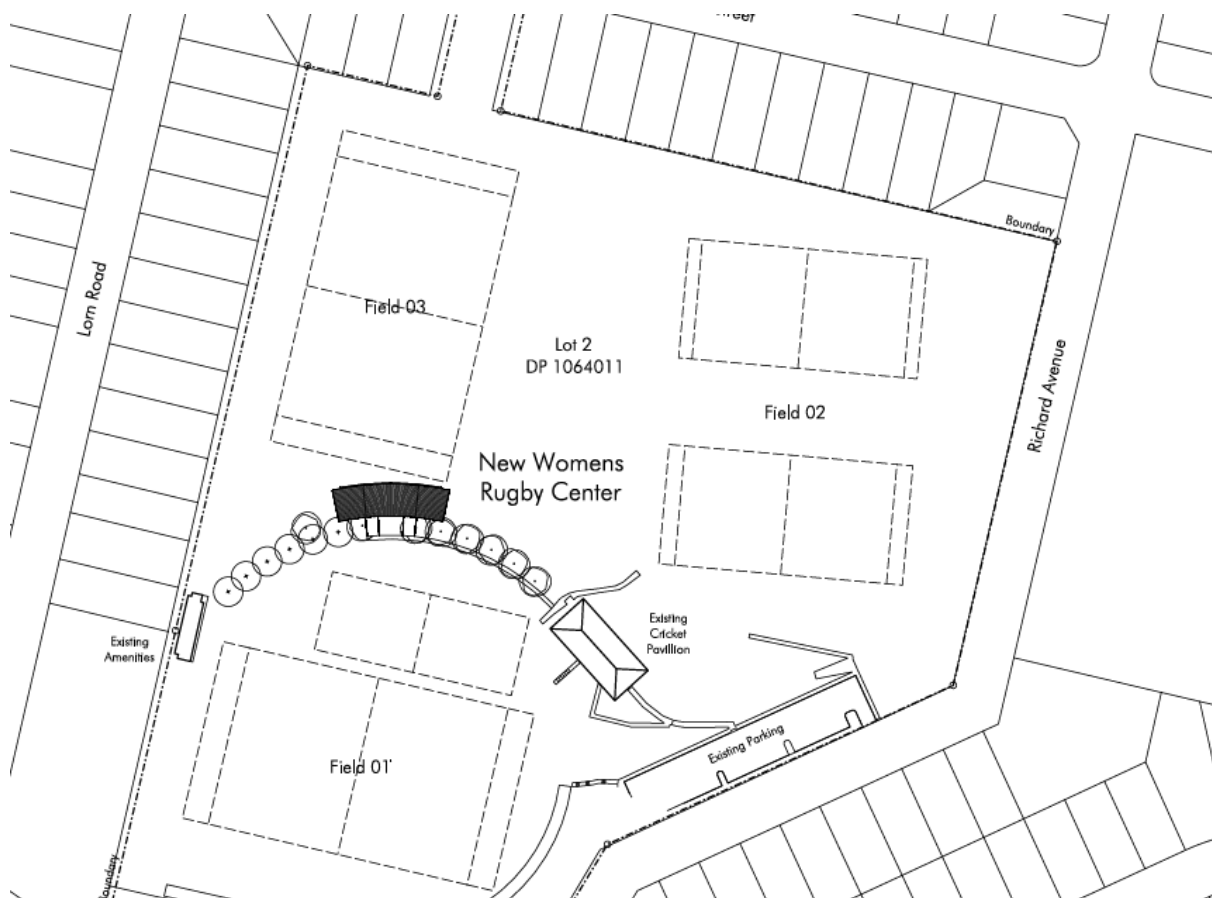 Lorn Road
Field 03
Lot 2
DP 1064011
Boundary
Richard Avenue
Field 02
New Womens
Rugby Center
Existing
Amenities
Existing
Cricket
Pavillion
Existing Parking
Field 01